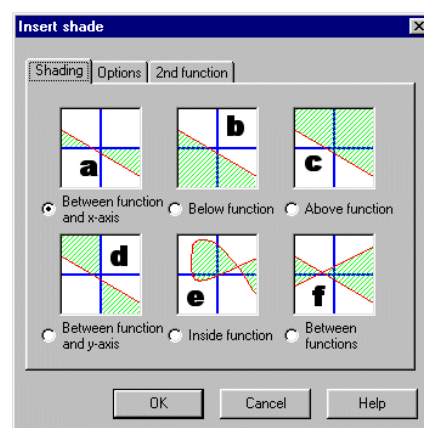 Insert shade
Shading Options 2nd function
a b c
Between function
and x-axis
Below function
Above function
d e f
Between function
and y-axis
Inside function
Between
functions
OK Cancel Help